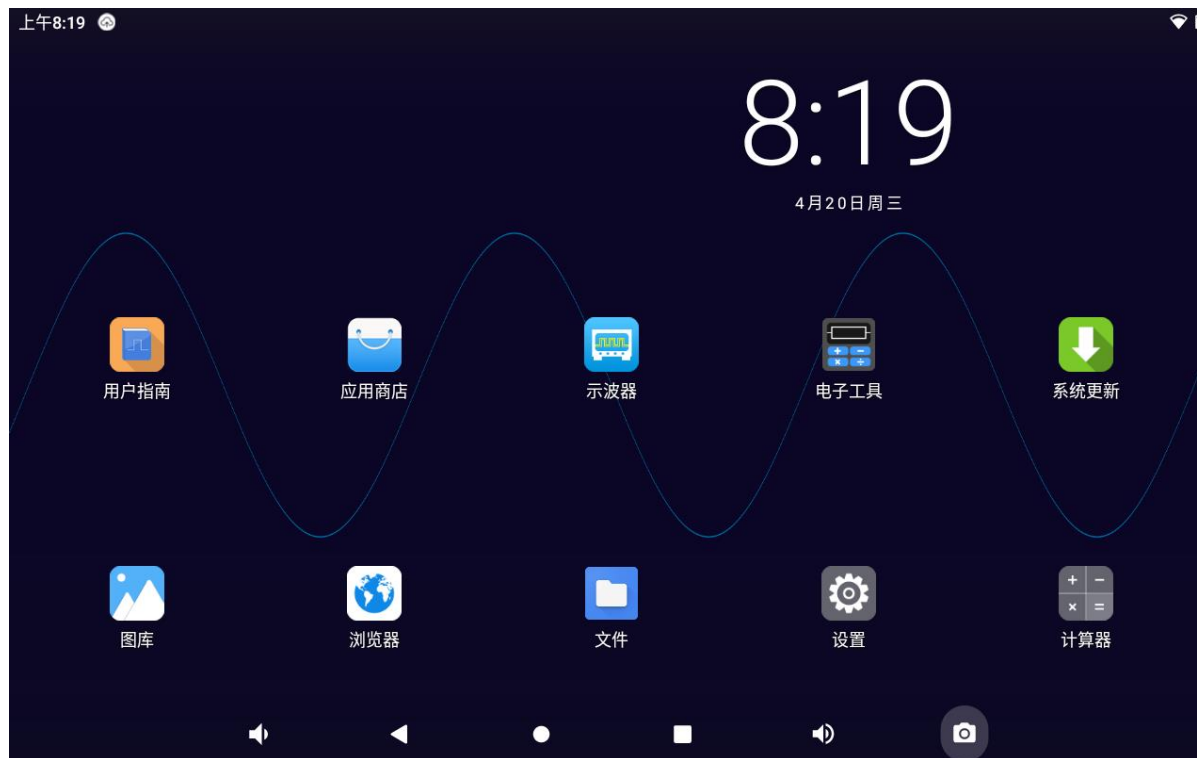 上午8:19
8:19
4月20日周三
用户指南
应用商店
示波器
电子工具
系统更新
图库
浏览器
文件
设置
计算器